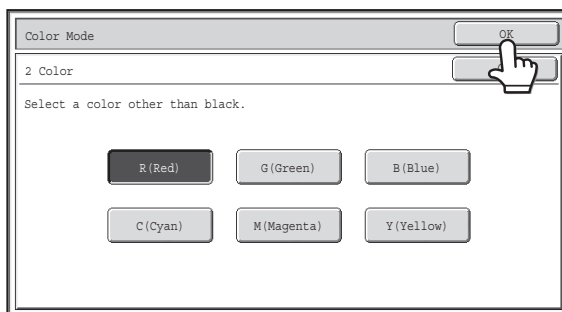 Color Mode OK
2 Color
Select a color other than black.
R(Red) G(Green) B(Blue)
C(Cyan) M(Magenta) Y(Yellow)